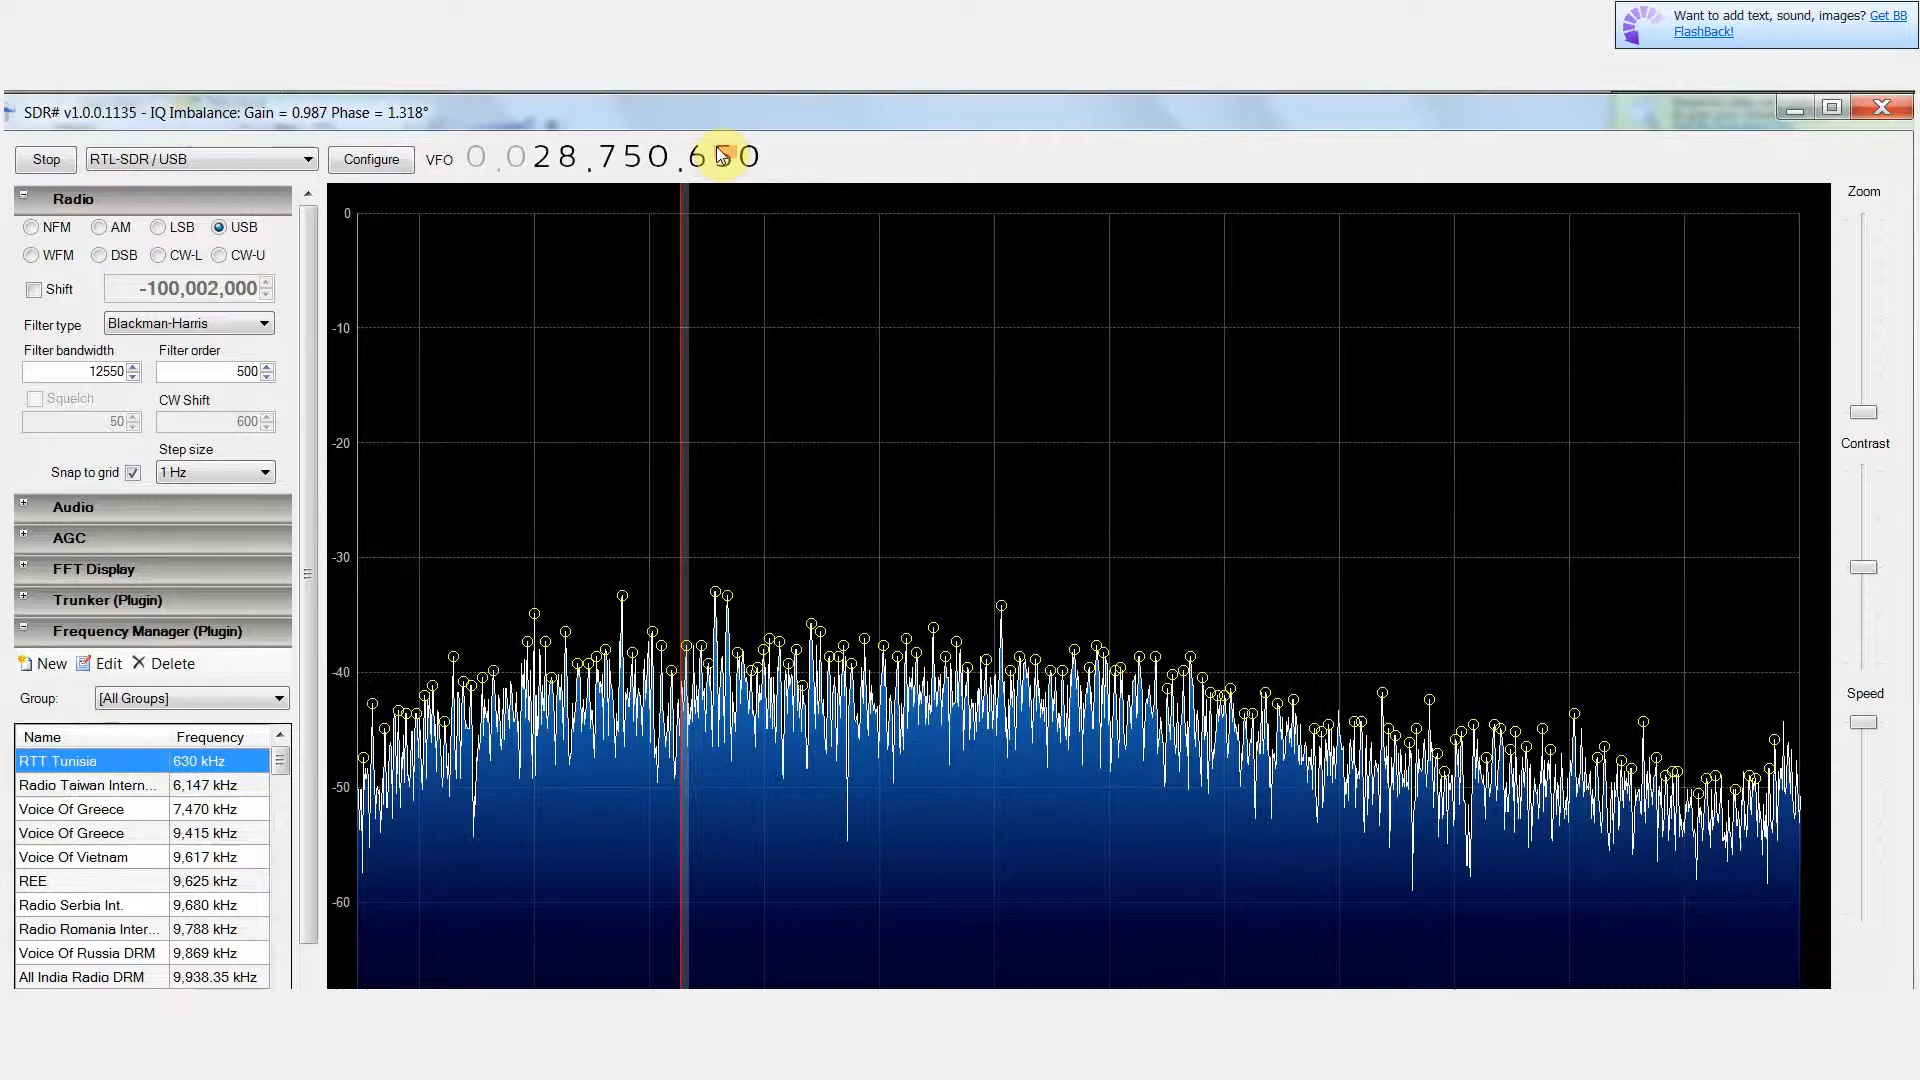 Want to add text, sound, images? Get BB
FlashBack!
SDR# v1.0.0.1135 - IQ Imbalance: Gain = 0.987 Phase = 1.318°
Stop RTL-SDR / USB Configure VFO 0.028.750.650
Radio
NFM AM LSB USB
WFM DSB CW-L CW-U
Shift -100,002,000
Filter type Blackman-Harris
Filter bandwidth Filter order
12550 500
Squelch CW Shift
50 600
Step size
Snap to grid 1 Hz
Audio
AGC
FFT Display
Trunker (Plugin)
Frequency Manager (Plugin)
New Edit Delete
Group: [All Groups]
Name Frequency
RTT Tunisia 630 kHz
Radio Taiwan Intern... 6,147 kHz
Voice Of Greece 7,470 kHz
Voice Of Greece 9,415 kHz
Voice Of Vietnam 9,617 kHz
REE 9,625 kHz
Radio Serbia Int. 9,680 kHz
Radio Romania Inter... 9,788 kHz
Voice Of Russia DRM 9,869 kHz
All India Radio DRM 9,938.35 kHz
0
-10
-20
-30
-40
-50
-60
Zoom
Contrast
Speed